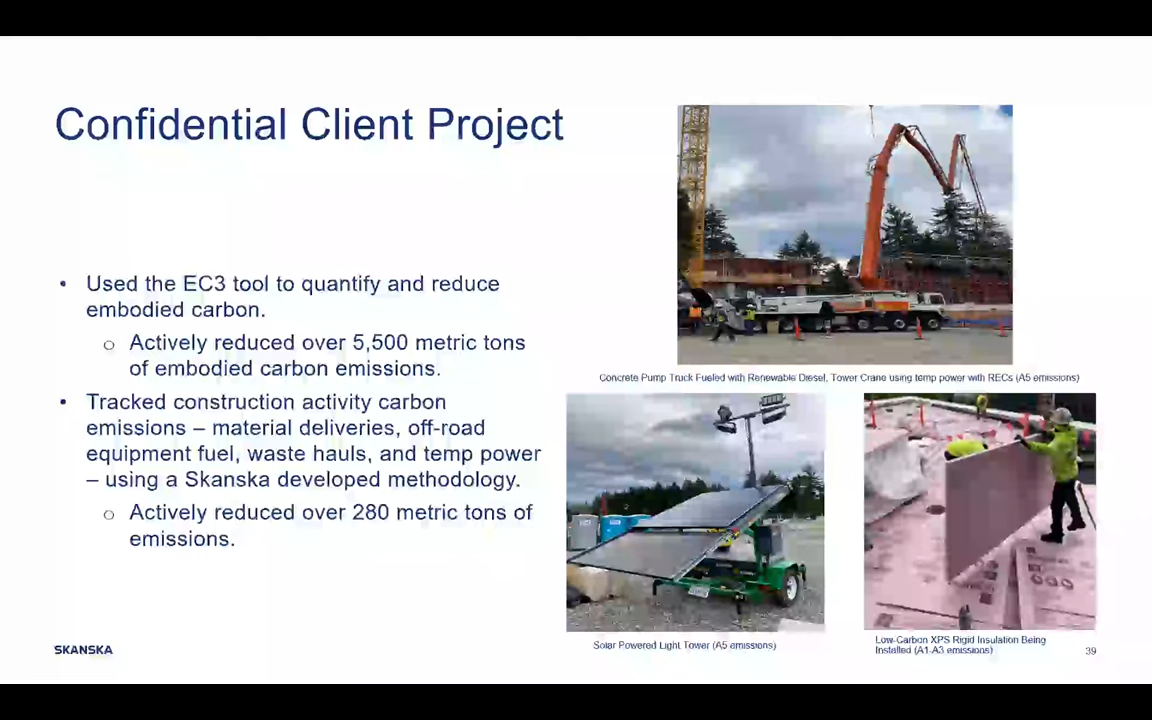 Confidential Client Project
• Used the EC3 tool to quantify and reduce
embodied carbon.
o Actively reduced over 5,500 metric tons
of embodied carbon emissions.
• Tracked construction activity carbon
emissions – material deliveries, off-road
equipment fuel, waste hauls, and temp power
– using a Skanska developed methodology.
o Actively reduced over 280 metric tons of
emissions.
Concrete Pump Truck Fueled with Renewable Diesel, Tower Crane using temp power with RECs (A5 emissions)
Solar Powered Light Tower (A5 emissions)
Low-Carbon XPS Rigid Insulation Being
Installed (A1-A3 emissions)
SKANSKA
39